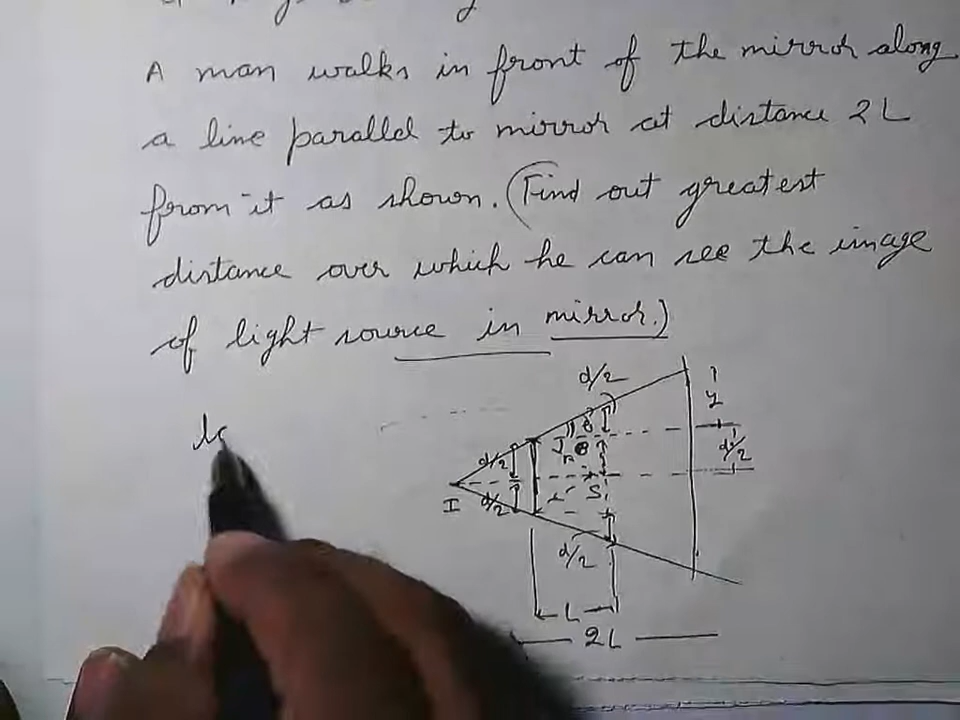 A man walks in front of the mirror along
a line parallel to mirror at distance 2L
from it as shown. (Find out greatest
distance over which he can see the image
of light source in mirror.)
d/2
y
d/2
d/2
d/2
I
S
d/2
L
2L